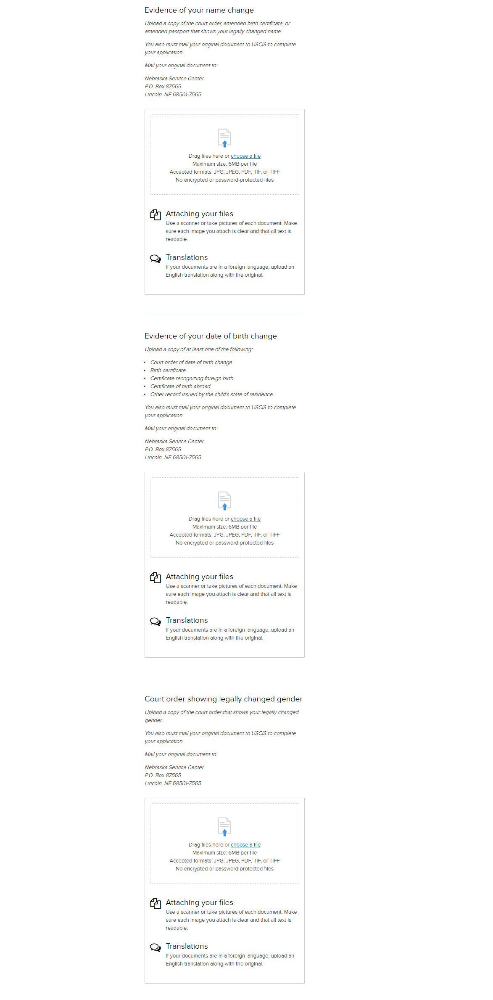 Evidence of your name change
Upload a copy of the court order, amended birth certificate, or
amended passport that shows your legally changed name.
You also must mail your original document to USCIS to complete
your application.
Mail your original document to:
Nebraska Service Center
P.O. Box 87565
Lincoln, NE 68501-7565
Drag files here or choose a file
Maximum size: 6MB per file
Accepted formats: JPG, JPEG, PDF, TIF, or TIFF
No encrypted or password-protected files
Attaching your files
Use a scanner or take pictures of each document. Make
sure each image you attach is clear and that all text is
readable.
Translations
If your documents are in a foreign language, upload an
English translation along with the original.
Evidence of your date of birth change
Upload a copy of at least one of the following:
• Court order of date of birth change
• Birth certificate
• Certificate recognizing foreign birth
• Certificate of birth abroad
• Other record issued by the child's state of residence
You also must mail your original document to USCIS to complete
your application.
Mail your original document to:
Nebraska Service Center
P.O. Box 87565
Lincoln, NE 68501-7565
Drag files here or choose a file
Maximum size: 6MB per file
Accepted formats: JPG, JPEG, PDF, TIF, or TIFF
No encrypted or password-protected files
Attaching your files
Use a scanner or take pictures of each document. Make
sure each image you attach is clear and that all text is
readable.
Translations
If your documents are in a foreign language, upload an
English translation along with the original.
Court order showing legally changed gender
Upload a copy of the court order that shows your legally changed
gender.
You also must mail your original document to USCIS to complete
your application.
Mail your original document to:
Nebraska Service Center
P.O. Box 87565
Lincoln, NE 68501-7565
Drag files here or choose a file
Maximum size: 6MB per file
Accepted formats: JPG, JPEG, PDF, TIF, or TIFF
No encrypted or password-protected files
Attaching your files
Use a scanner or take pictures of each document. Make
sure each image you attach is clear and that all text is
readable.
Translations
If your documents are in a foreign language, upload an
English translation along with the original.